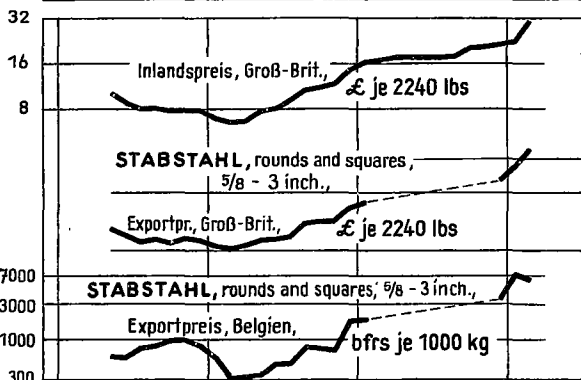 32
Inlandspreis, Groß-Brit.,
16
£ je 2240 lbs
8
STABSTAHL, rounds and squares,
5/8 - 3 inch.,
Exportpr., Groß-Brit.,
£ je 2240 lbs
7000
STABSTAHL, rounds and squares, 5/8 - 3 inch.,
3000
Exportpreis, Belgien,
1000
bfrs je 1000 kg
300